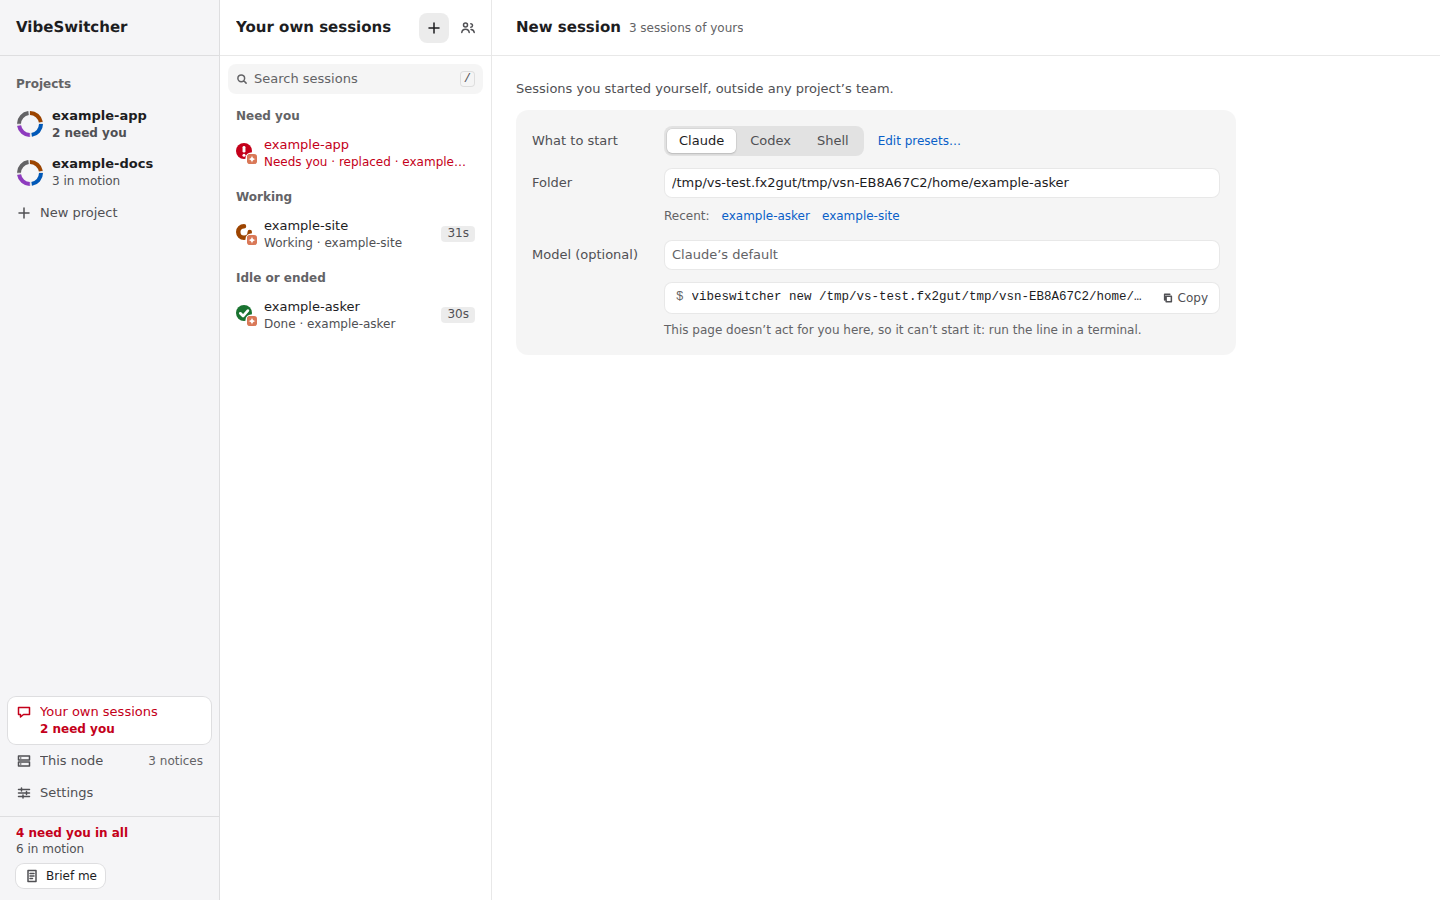 VibeSwitcher
Projects
example-app
2 need you
example-docs
3 in motion
New project
Your own sessions
2 need you
This node
3 notices
Settings
4 need you in all
6 in motion
Brief me
Your own sessions
Search sessions
/
Need you
example-app
Needs you · replaced · example…
Working
example-site
Working · example-site
31s
Idle or ended
example-asker
Done · example-asker
30s
New session 3 sessions of yours
Sessions you started yourself, outside any project’s team.
What to start
Claude Codex Shell Edit presets…
Folder
/tmp/vs-test.fx2gut/tmp/vsn-EB8A67C2/home/example-asker
Recent: example-asker example-site
Model (optional)
Claude’s default
$ vibeswitcher new /tmp/vs-test.fx2gut/tmp/vsn-EB8A67C2/home/… Copy
This page doesn’t act for you here, so it can’t start it: run the line in a terminal.